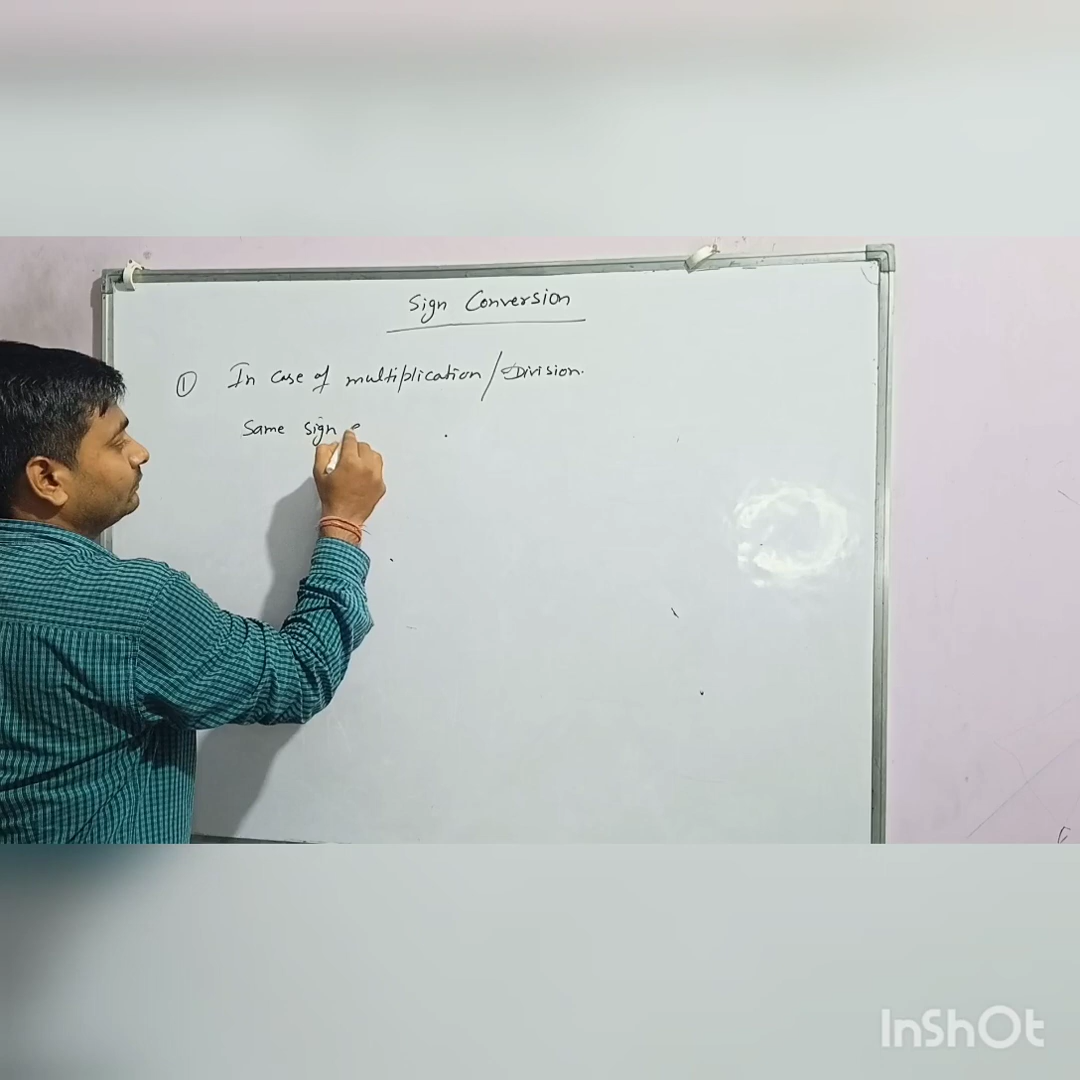 Sign Conversion
① In case of multiplication/Division.
Same sign
InShOt